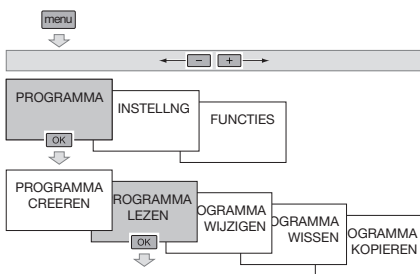 menu
- +
PROGRAMMA
INSTELLNG
FUNCTIES
OK
PROGRAMMA
CREEREN
ROGRAMMA
LEZEN
OGRAMMA
WIJZIGEN
OGRAMMA
WISSEN
OGRAMMA
KOPIEREN
OK